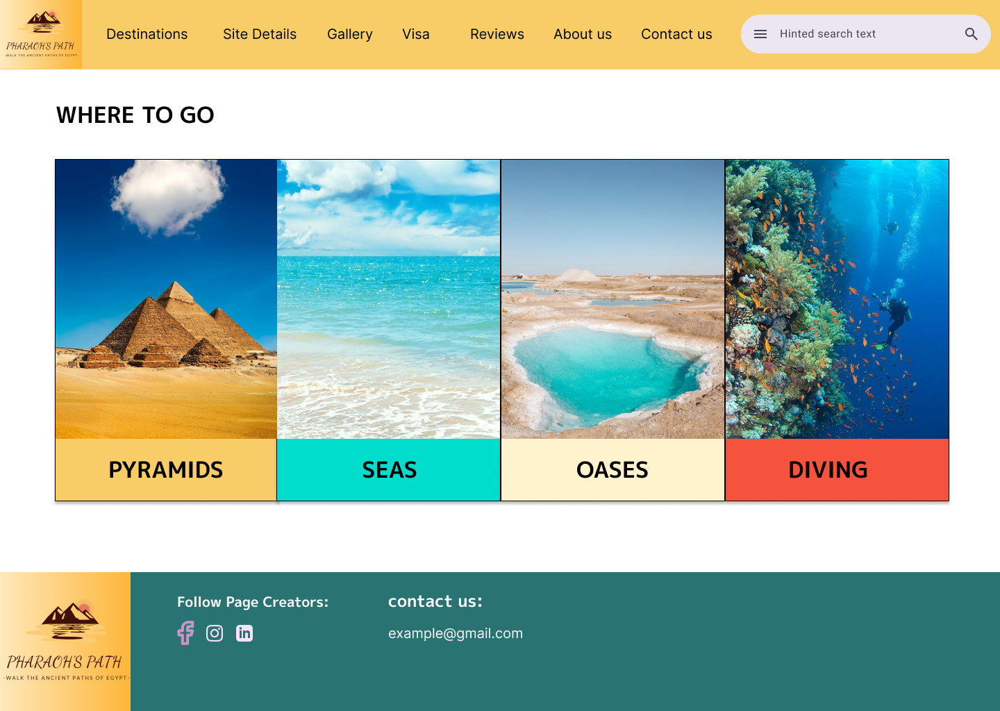 PHARAOH'S PATH
·WALK THE ANCIENT PATHS OF EGYPT·
Destinations Site Details Gallery Visa Reviews About us Contact us
Hinted search text
WHERE TO GO
PYRAMIDS SEAS OASES DIVING
Follow Page Creators:
contact us:
in
example@gmail.com
PHARAOH'S PATH
·WALK THE ANCIENT PATHS OF EGYPT·